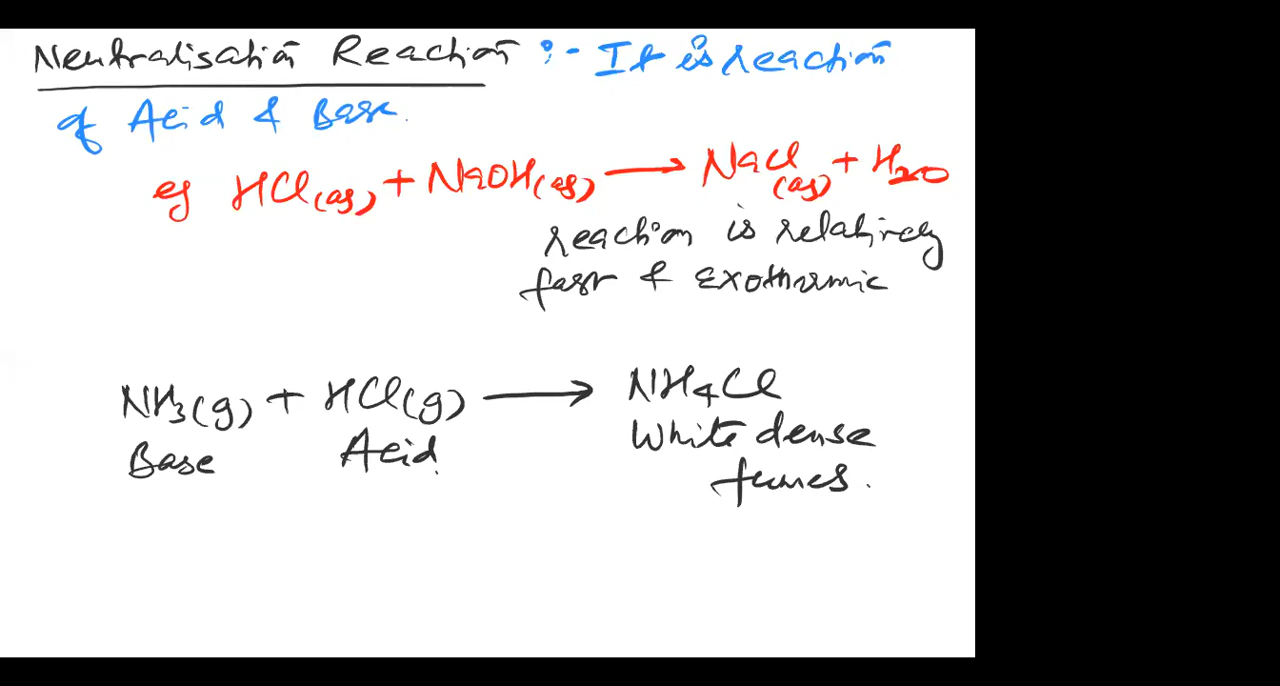 Neutralisation Reaction :- It is reaction
of Acid & Base.
eg HCl(aq) + NaOH(aq) ⟶ NaCl(aq) + H2O
reaction is relatively
fast & exothermic
NH3(g) + HCl(g) ⟶ NH4Cl
Base Acid White dense
fumes.